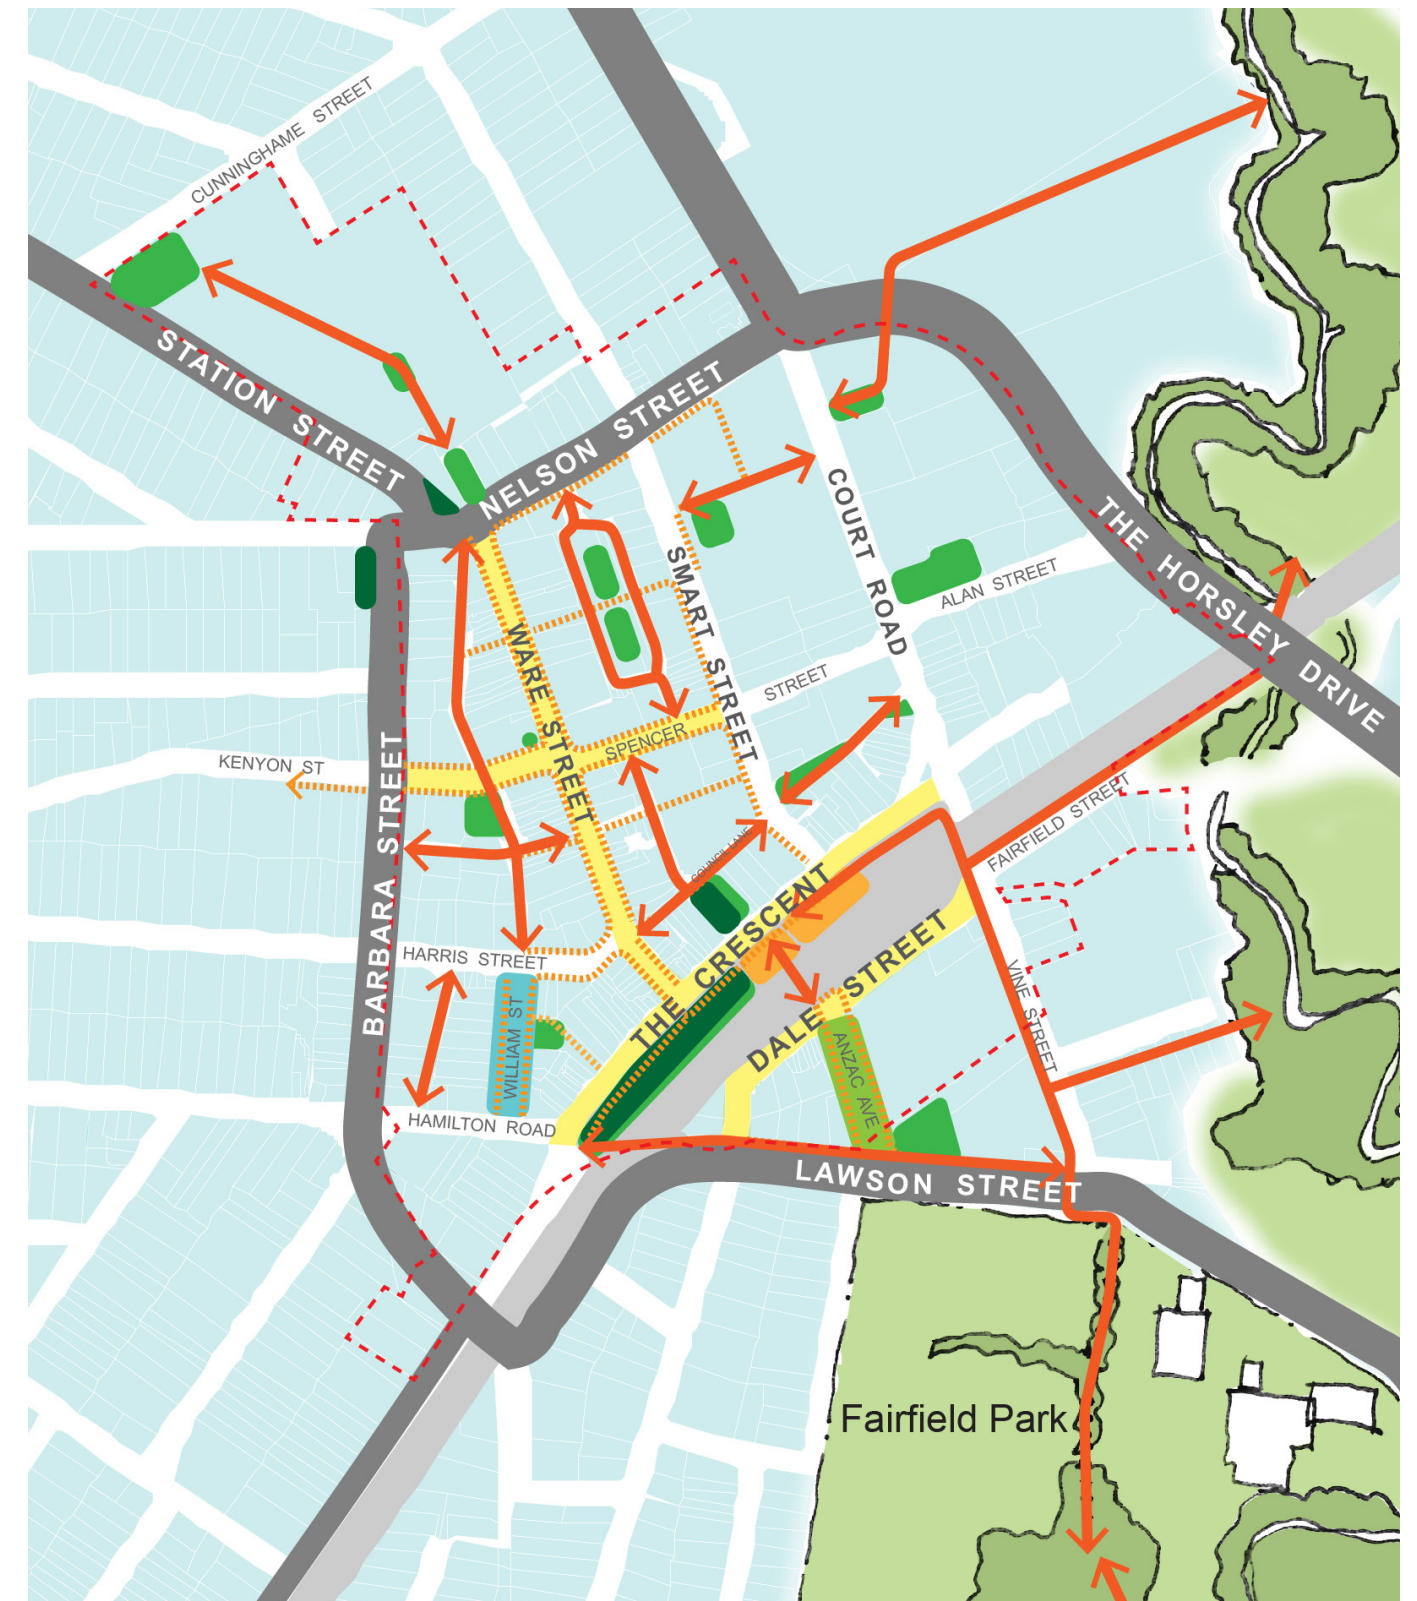 CUNNINGHAME STREET
STATION STREET
NELSON STREET
COURT ROAD
THE HORSLEY DRIVE
ALAN STREET
SMART STREET
WARE STREET
STREET
SPENCER
KENYON ST
BARBARA STREET
COUNCIL LANE
FAIRFIELD STREET
THE CRESCENT
HARRIS STREET
DALE STREET
VINE STREET
WILLIAM ST
ANZAC AVE
HAMILTON ROAD
LAWSON STREET
Fairfield Park